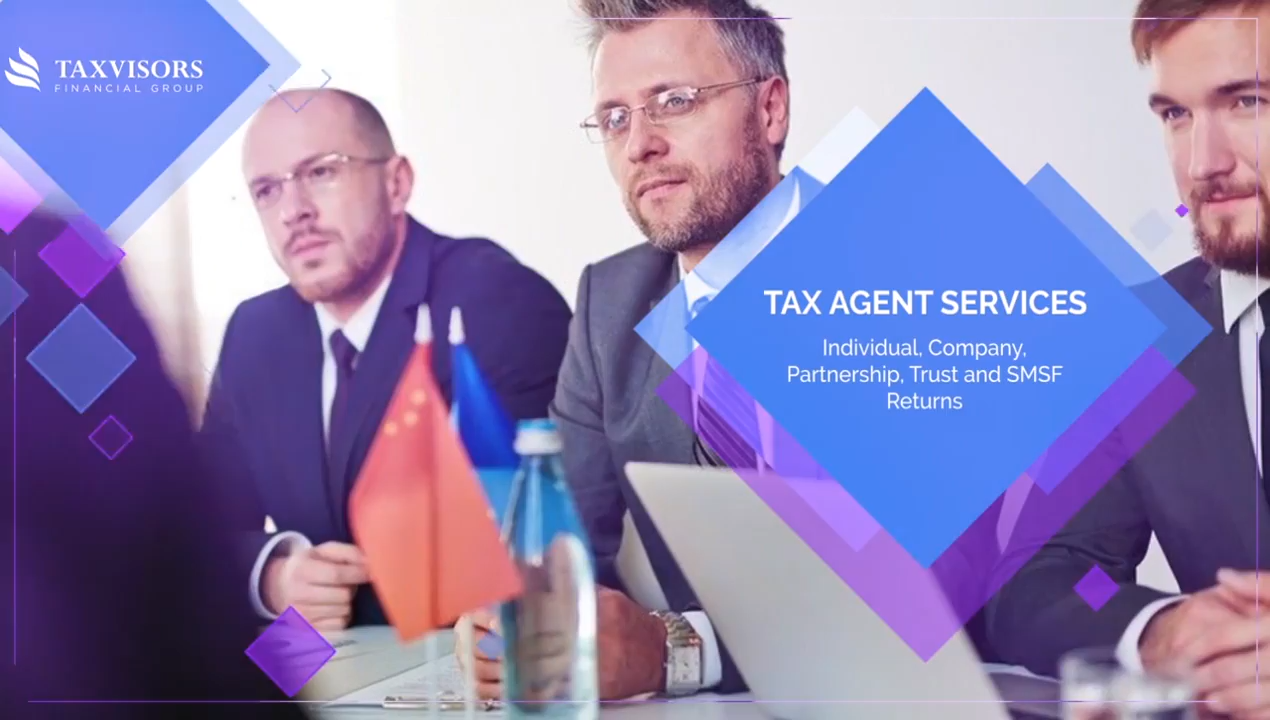 TAXVISORS
FINANCIAL GROUP
TAX AGENT SERVICES
Individual, Company,
Partnership, Trust and SMSF
Returns